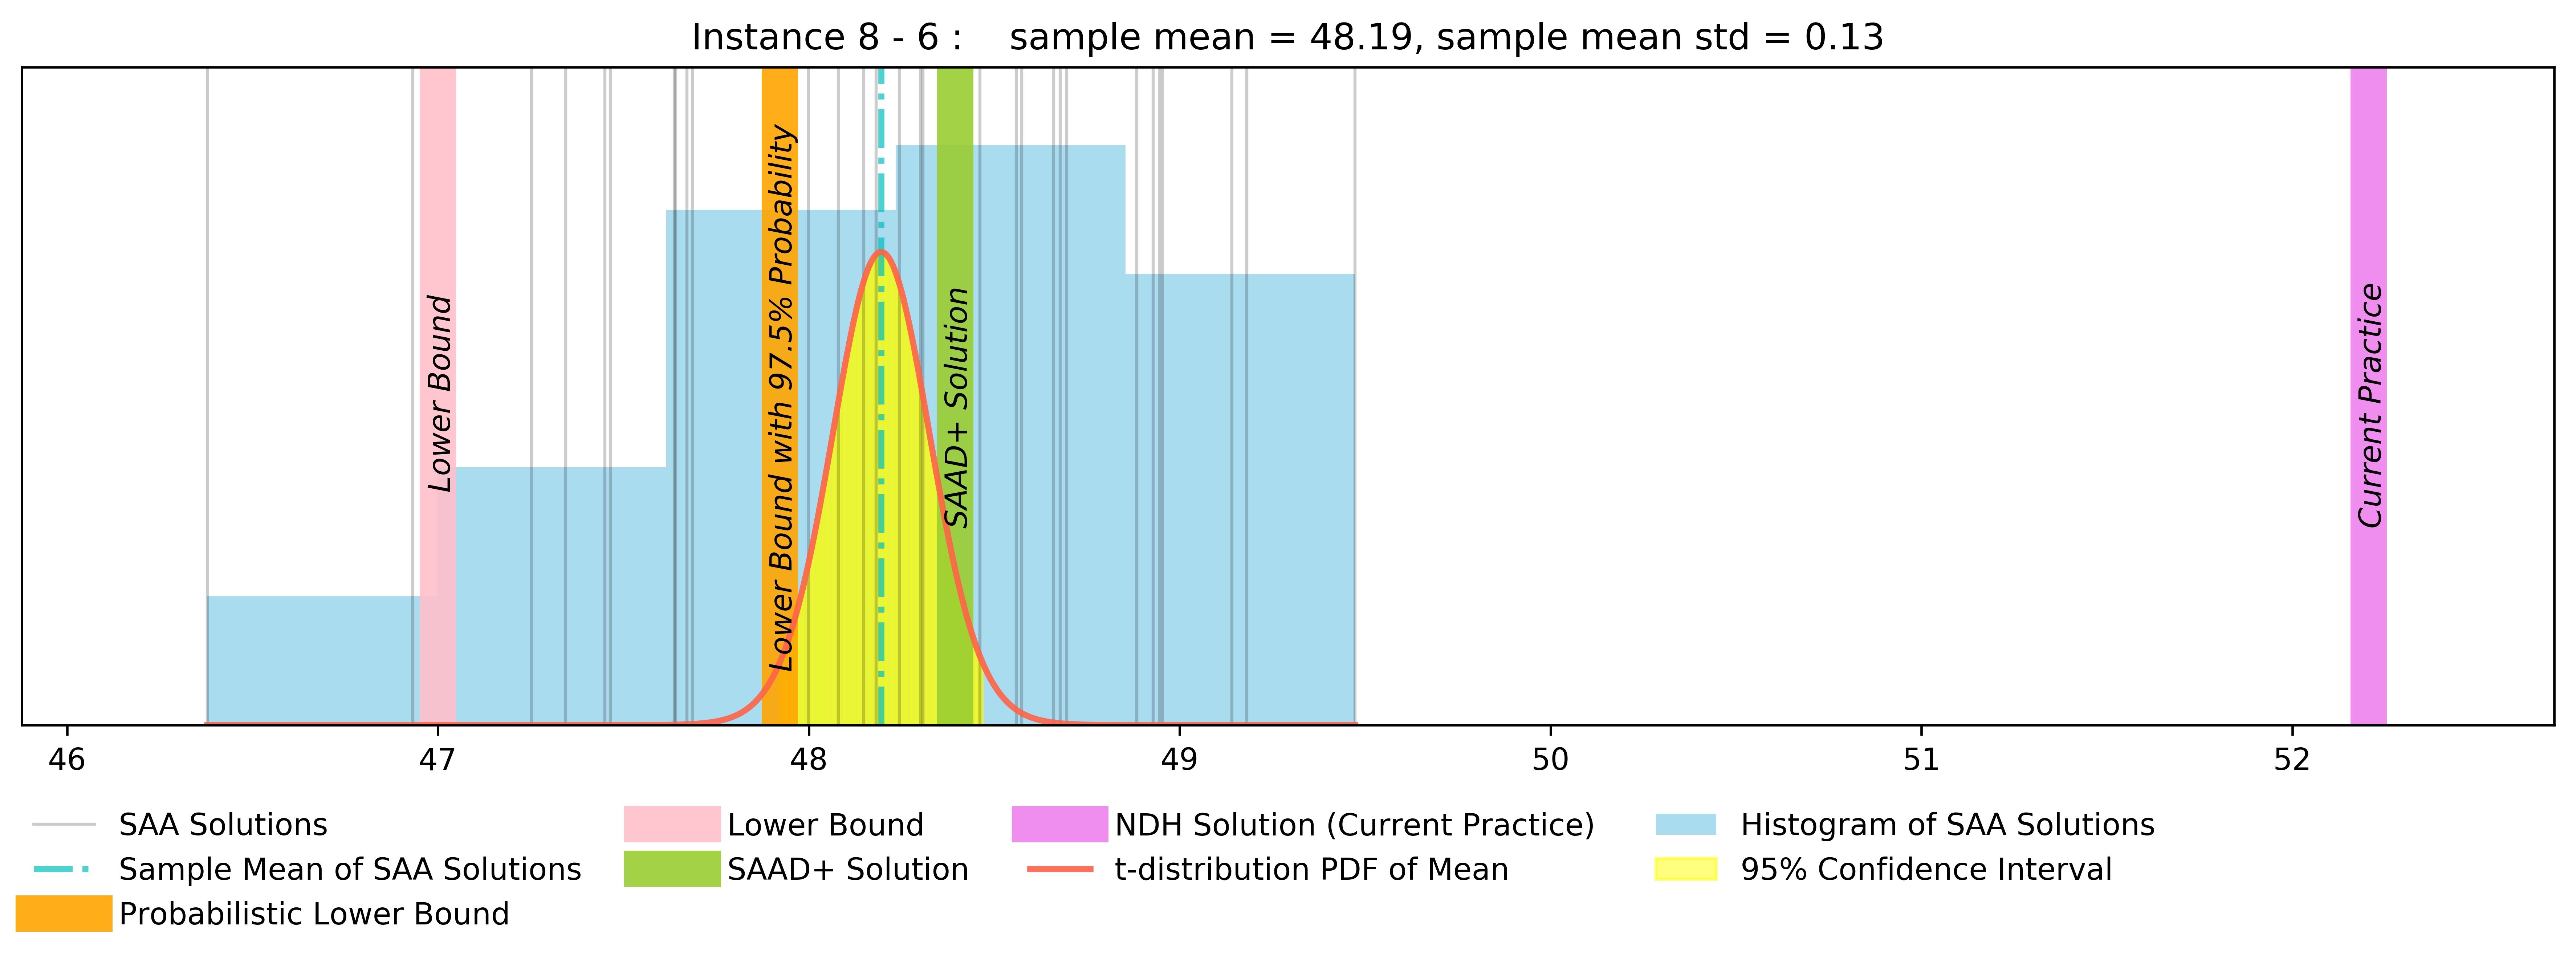 Instance 8 - 6 :    sample mean = 48.19, sample mean std = 0.13
Lower Bound
Lower Bound with 97.5% Probability
SAAD+ Solution
Current Practice
46 47 48 49 50 51 52
SAA Solutions
Sample Mean of SAA Solutions
Probabilistic Lower Bound
Lower Bound
SAAD+ Solution
NDH Solution (Current Practice)
t-distribution PDF of Mean
Histogram of SAA Solutions
95% Confidence Interval